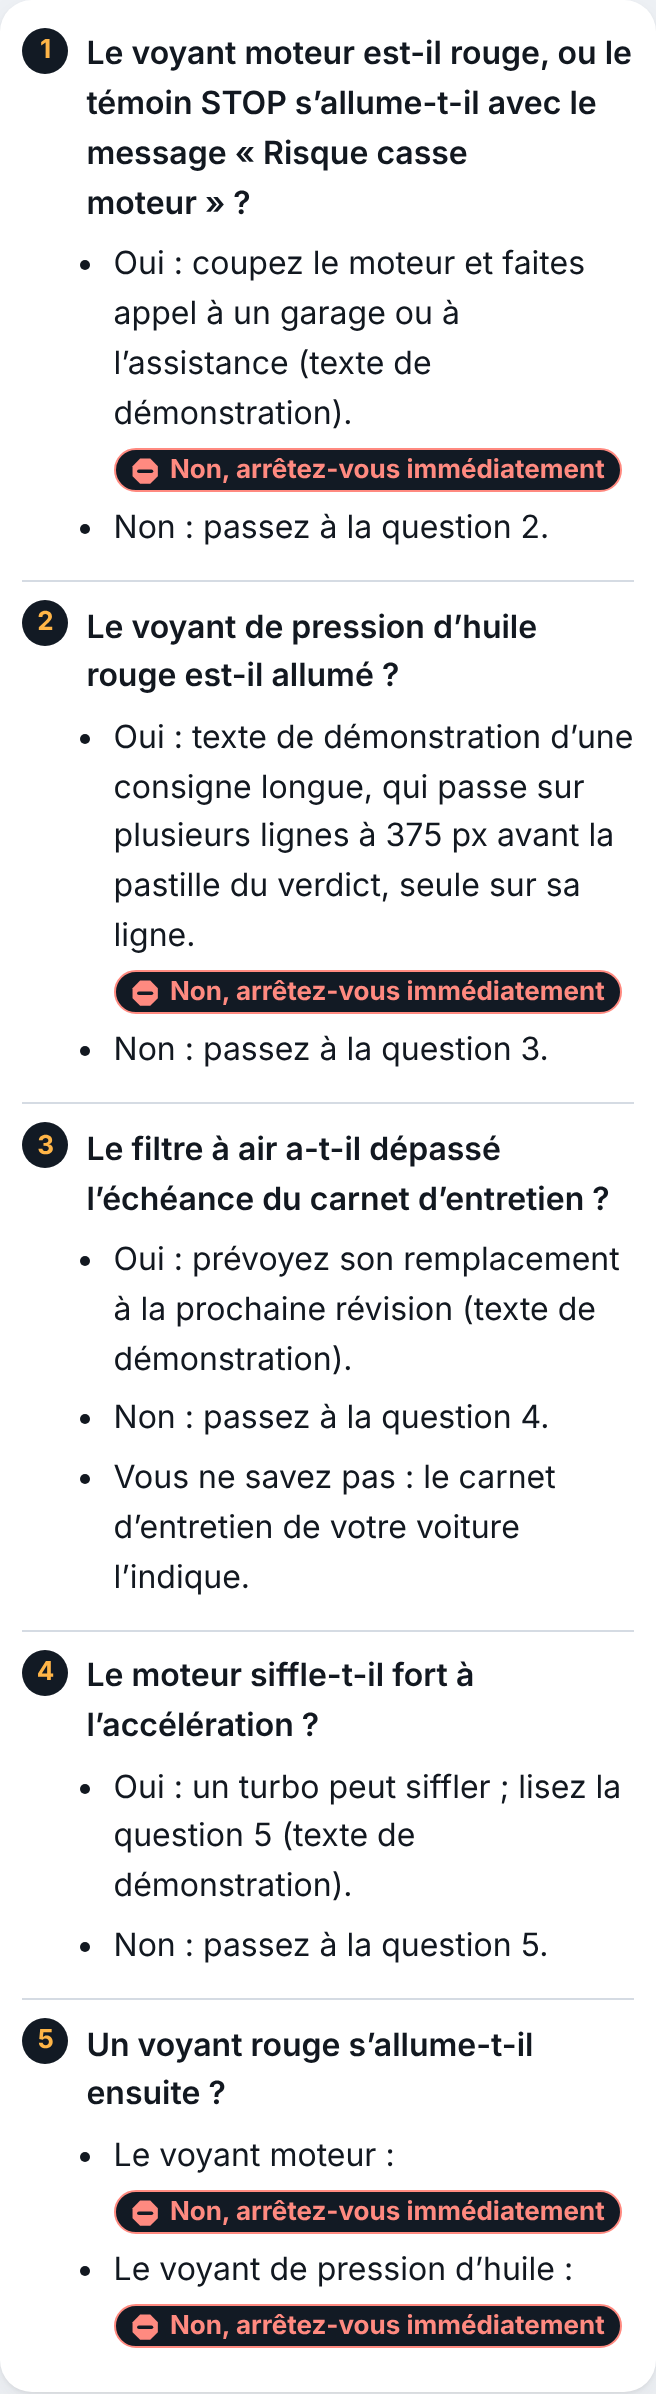 1 Le voyant moteur est-il rouge, ou le
témoin STOP s’allume-t-il avec le
message « Risque casse
moteur » ?
• Oui : coupez le moteur et faites
appel à un garage ou à
l’assistance (texte de
démonstration).
Non, arrêtez-vous immédiatement
• Non : passez à la question 2.
2 Le voyant de pression d’huile
rouge est-il allumé ?
• Oui : texte de démonstration d’une
consigne longue, qui passe sur
plusieurs lignes à 375 px avant la
pastille du verdict, seule sur sa
ligne.
Non, arrêtez-vous immédiatement
• Non : passez à la question 3.
3 Le filtre à air a-t-il dépassé
l’échéance du carnet d’entretien ?
• Oui : prévoyez son remplacement
à la prochaine révision (texte de
démonstration).
• Non : passez à la question 4.
• Vous ne savez pas : le carnet
d’entretien de votre voiture
l’indique.
4 Le moteur siffle-t-il fort à
l’accélération ?
• Oui : un turbo peut siffler ; lisez la
question 5 (texte de
démonstration).
• Non : passez à la question 5.
5 Un voyant rouge s’allume-t-il
ensuite ?
• Le voyant moteur :
Non, arrêtez-vous immédiatement
• Le voyant de pression d’huile :
Non, arrêtez-vous immédiatement